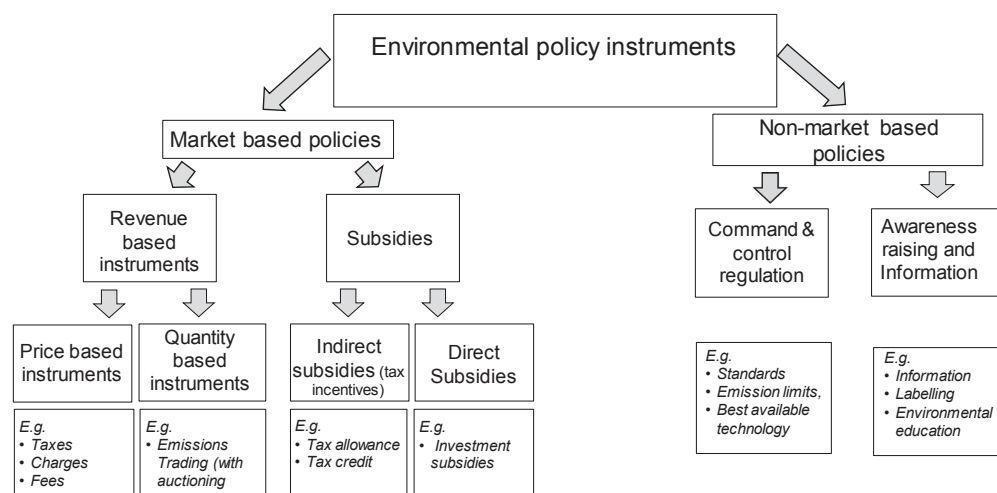 Environmental policy instruments
Market based policies
Non-market based
policies
Revenue
based
instruments
Subsidies
Command &
control
regulation
Awareness
raising and
Information
Price based
instruments
Quantity
based
instruments
Indirect
subsidies (tax
incentives)
Direct
Subsidies
E.g.
• Taxes
• Charges
• Fees
E.g.
• Emissions
Trading (with
auctioning
E.g.
• Tax allowance
• Tax credit
E.g.
• Investment
subsidies
E.g.
• Standards
• Emission limits,
• Best available
technology
E.g.
• Information
• Labelling
• Environmental
education